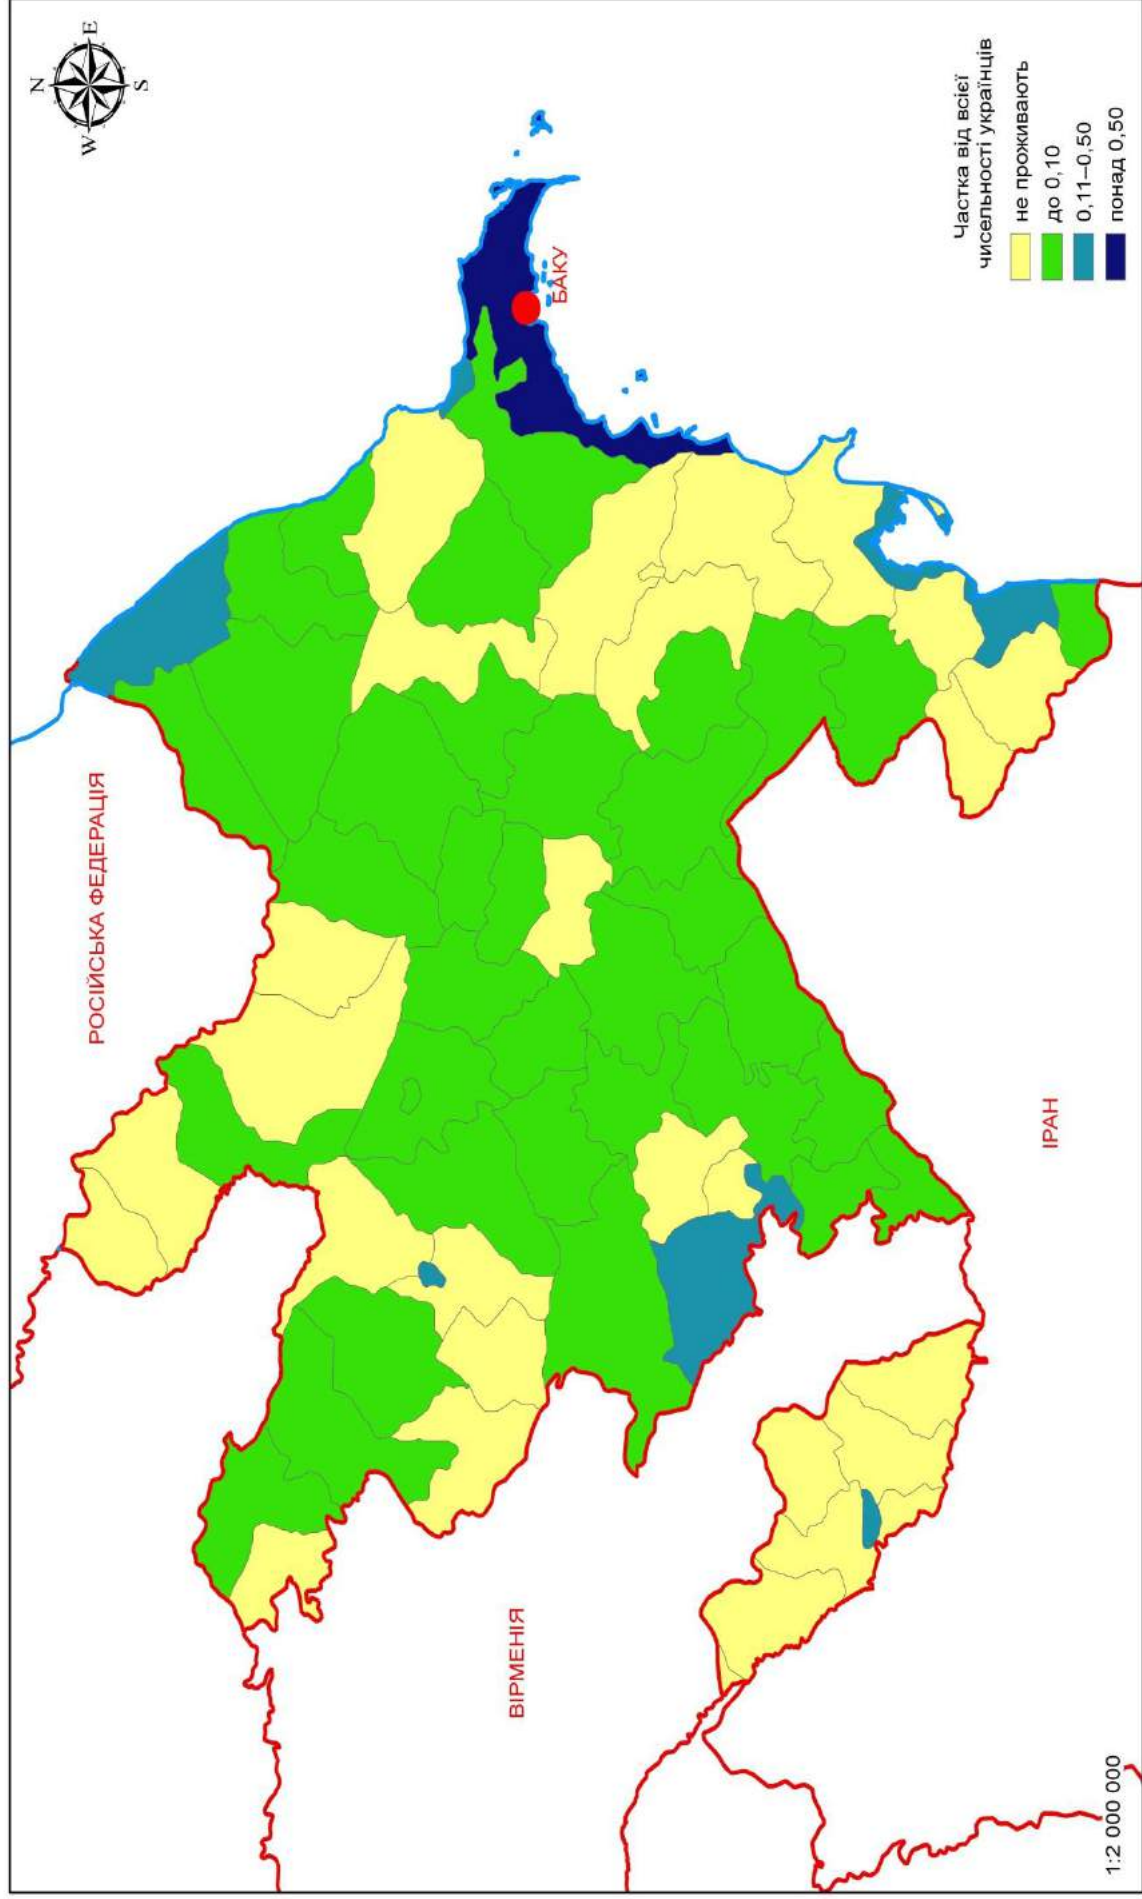 N
W
E
S
РОСІЙСЬКА ФЕДЕРАЦІЯ
БАКУ
ВІРМЕНІЯ
ІРАН
Частка від всієї
чисельності українців
не проживають
до 0,10
0,11–0,50
понад 0,50
1:2 000 000